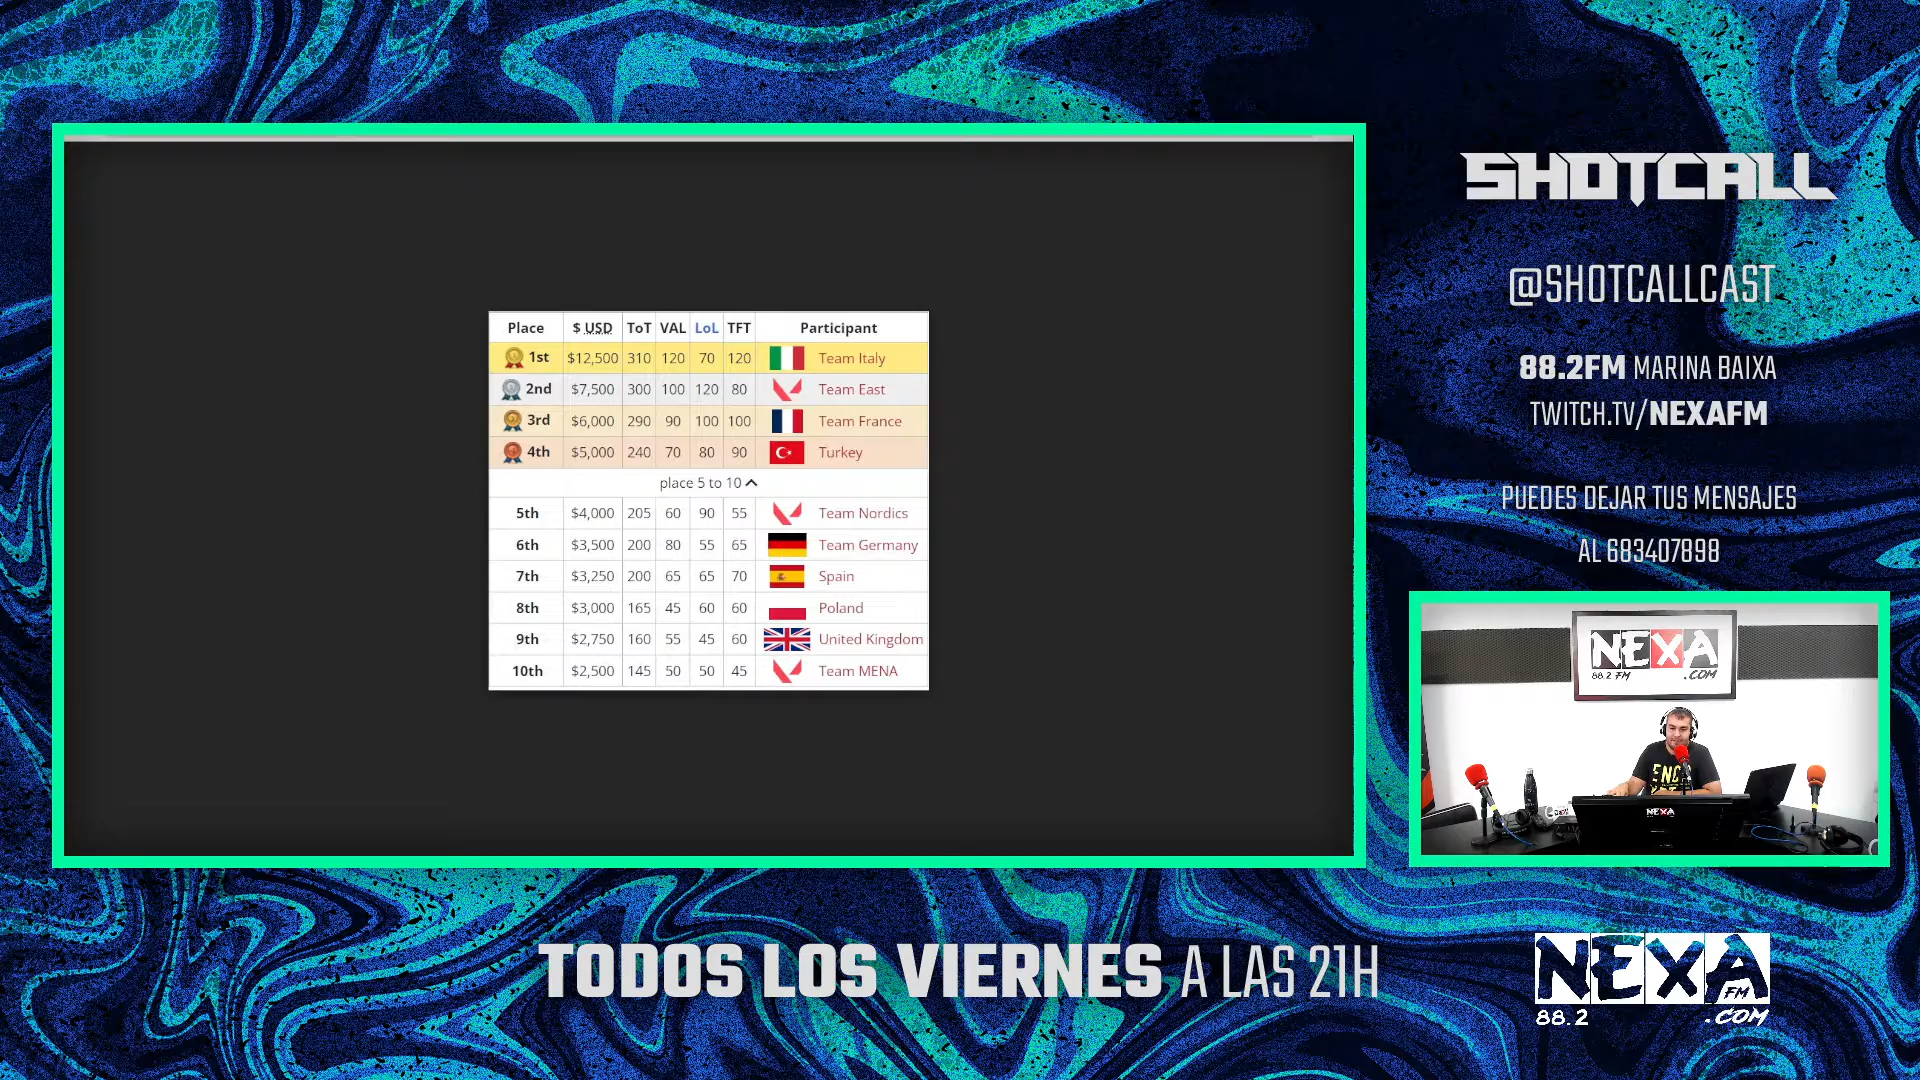 SHOTCALL
@SHOTCALLCAST
88.2FM MARINA BAIXA
TWITCH.TV/NEXAFM
PUEDES DEJAR TUS MENSAJES
AL 683407898
Place $ USD ToT VAL LoL TFT Participant
1st $12,500 310 120 70 120 Team Italy
2nd $7,500 300 100 120 80 Team East
3rd $6,000 290 90 100 100 Team France
4th $5,000 240 70 80 90 Turkey
place 5 to 10
5th $4,000 205 60 90 55 Team Nordics
6th $3,500 200 80 55 65 Team Germany
7th $3,250 200 65 65 70 Spain
8th $3,000 165 45 60 60 Poland
9th $2,750 160 55 45 60 United Kingdom
10th $2,500 145 50 50 45 Team MENA
NEXA
88.2 FM .COM
NEXA
TODOS LOS VIERNES A LAS 21H
NEXA
FM
88.2 .COM